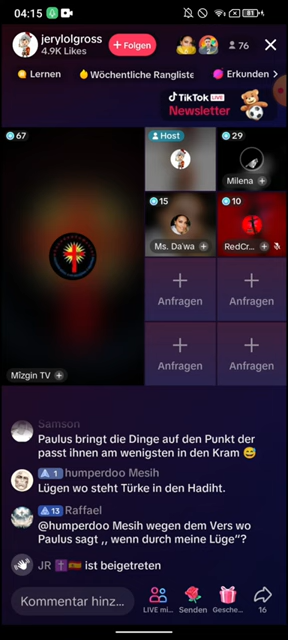 04:15
81
jerylolgross
4.9K Likes
+ Folgen
76
Lernen
Wöchentliche Rangliste
Erkunden
TikTok LIVE
Newsletter
67
Host
29
Milena
15
10
Ms. Da'wa
RedCr...
Anfragen
Anfragen
Anfragen
Anfragen
Mîzgin TV
Samson
Paulus bringt die Dinge auf den Punkt der
passt ihnen am wenigsten in den Kram 😅
1 humperdoo Mesih
Lügen wo steht Türke in den Hadiht.
13 Raffael
@humperdoo Mesih wegen dem Vers wo
Paulus sagt ,, wenn durch meine Lüge“?
JR ✝️🇪🇸 ist beigetreten
Kommentar hinz...
LIVE mi...
Senden
Gesche...
16